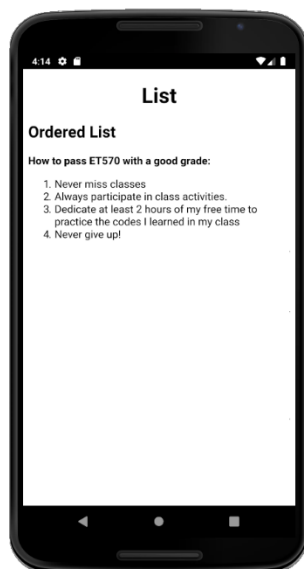 4:14
List
Ordered List
How to pass ET570 with a good grade:
1. Never miss classes
2. Always participate in class activities.
3. Dedicate at least 2 hours of my free time to
practice the codes I learned in my class
4. Never give up!